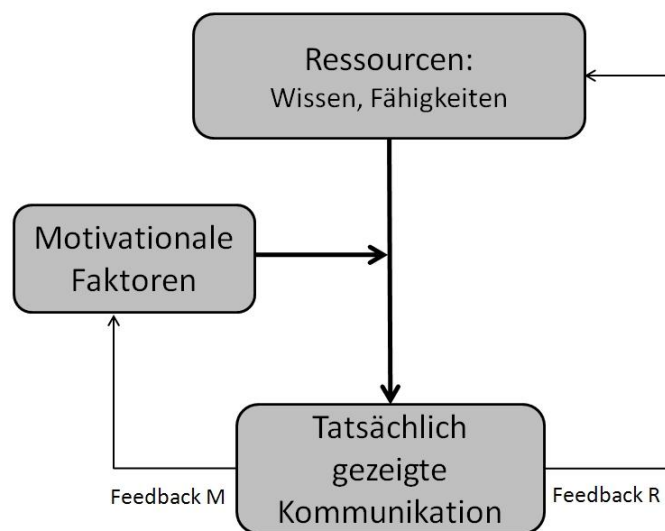 Ressourcen:
Wissen, Fähigkeiten
Motivationale
Faktoren
Tatsächlich
gezeigte
Kommunikation
Feedback M
Feedback R